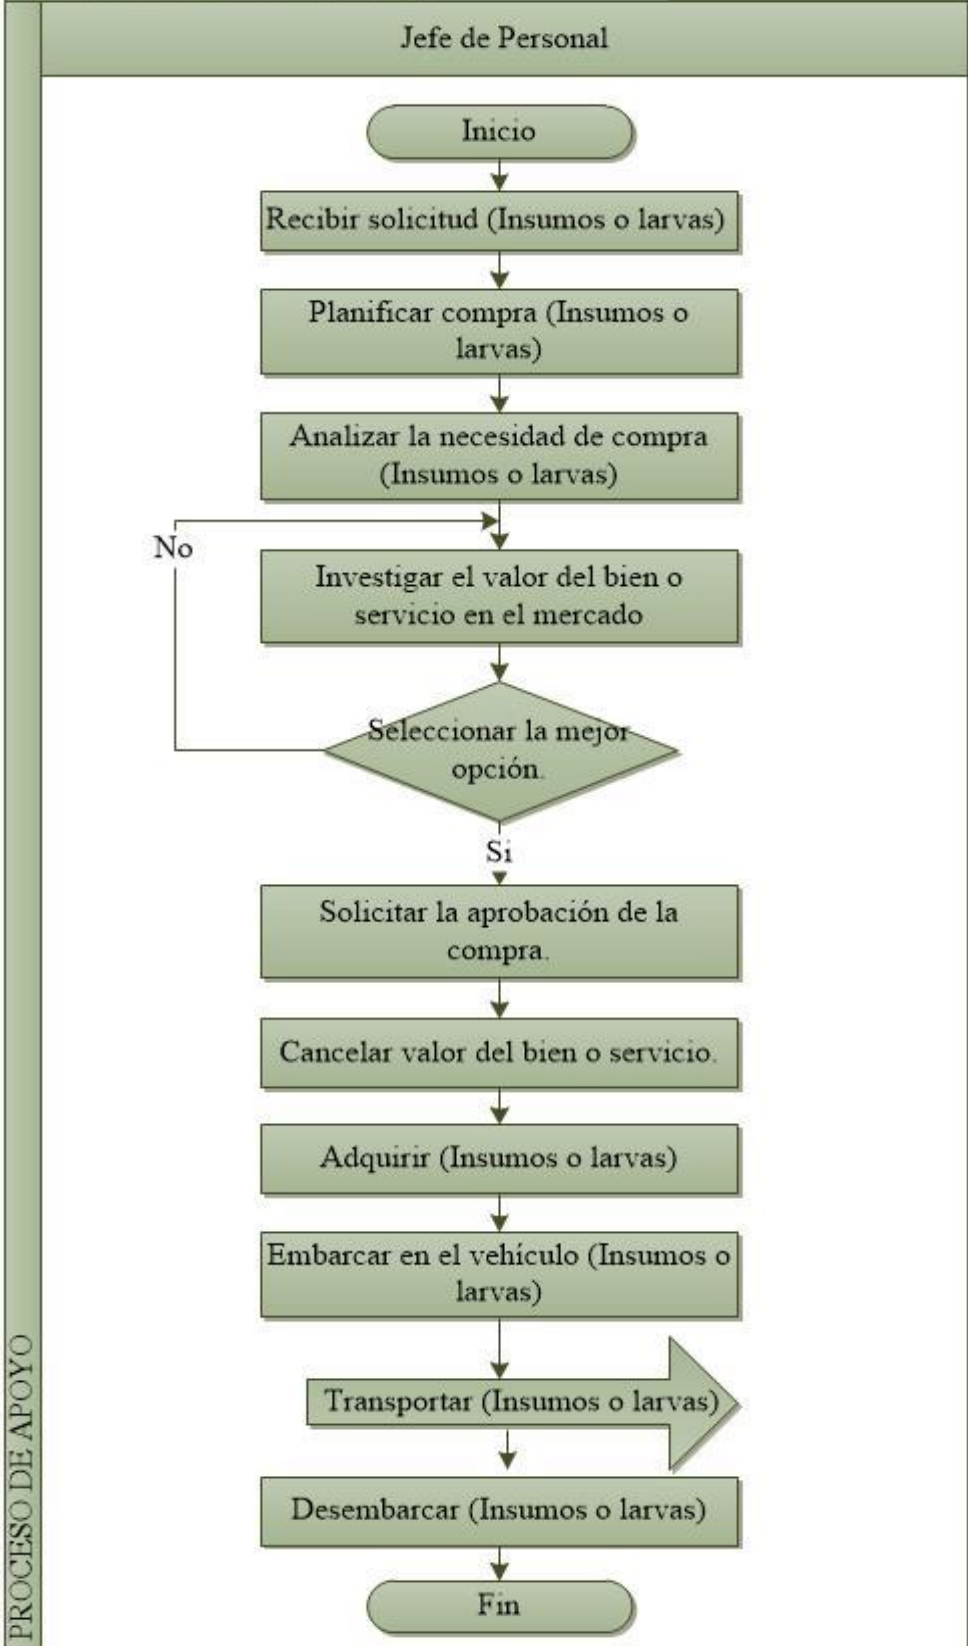 Jefe de Personal
Inicio
Recibir solicitud (Insumos o larvas)
Planificar compra (Insumos o
larvas)
Analizar la necesidad de compra
(Insumos o larvas)
No
Investigar el valor del bien o
servicio en el mercado
Seleccionar la mejor
opción.
Si
Solicitar la aprobación de la
compra.
Cancelar valor del bien o servicio.
Adquirir (Insumos o larvas)
Embarcar en el vehículo (Insumos o
larvas)
Transportar (Insumos o larvas)
Desembarcar (Insumos o larvas)
Fin
PROCESO DE APOYO